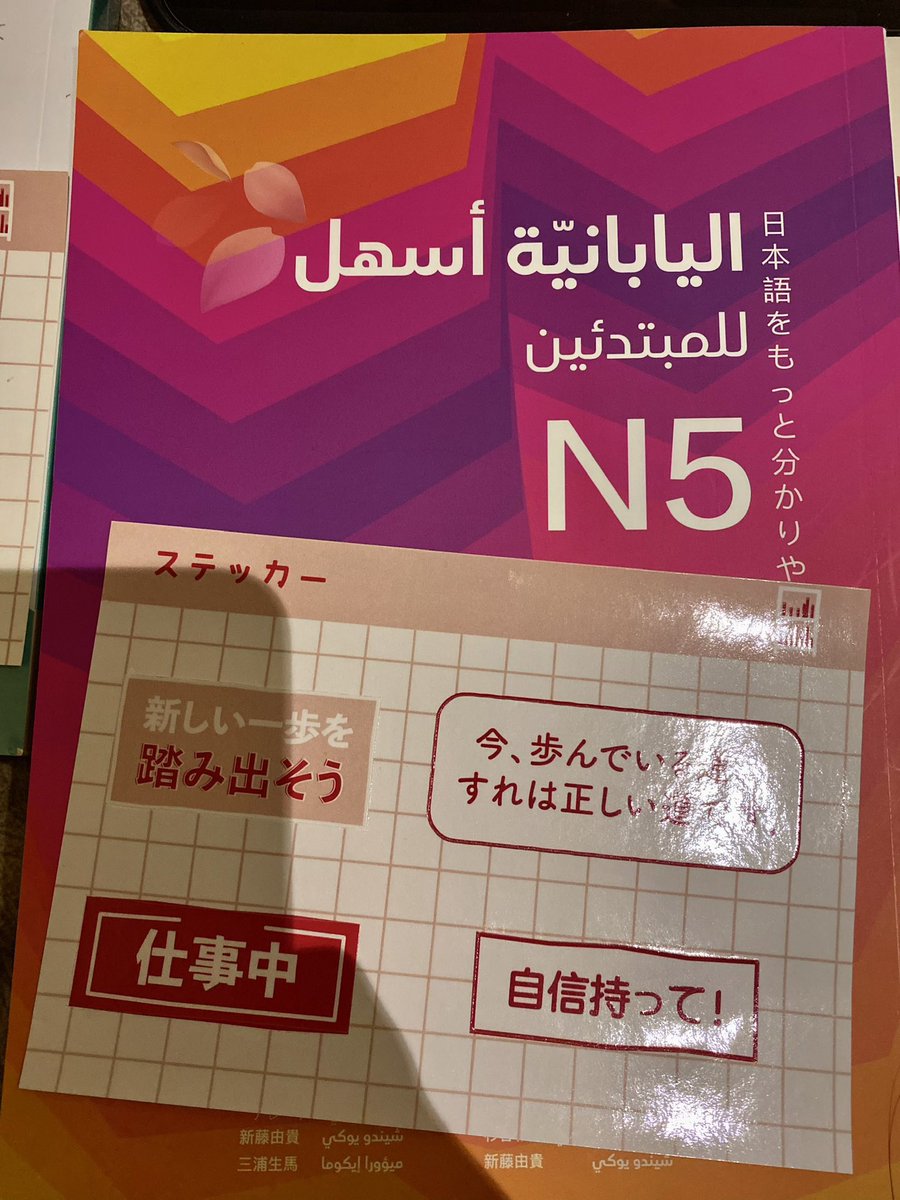 اليابانيّة أسهل
للمبتدئين
N5
日本語をもっと分かりや
ステッカー
新しい一歩を
踏み出そう
今、歩んでいる
すれは正しい
仕事中
自信持って!
新藤由貴 شيندو يوكي
三浦生馬 ميؤورا إيكوما
新藤由貴 شيندو يوكي